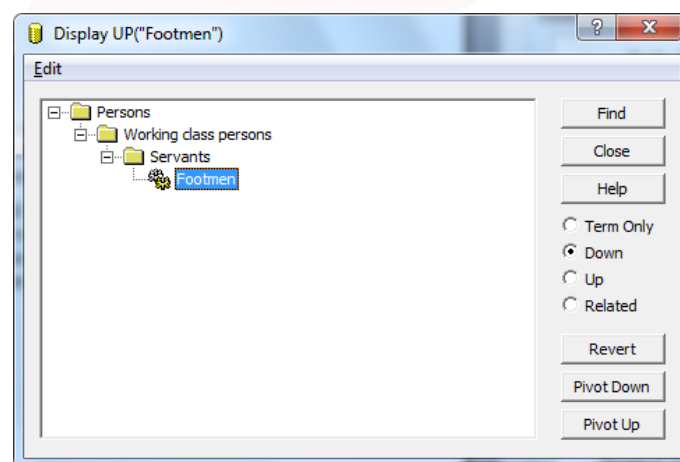 Display UP("Footmen")
? X
Edit
Persons
Working class persons
Servants
Footmen
Find
Close
Help
Term Only
Down
Up
Related
Revert
Pivot Down
Pivot Up